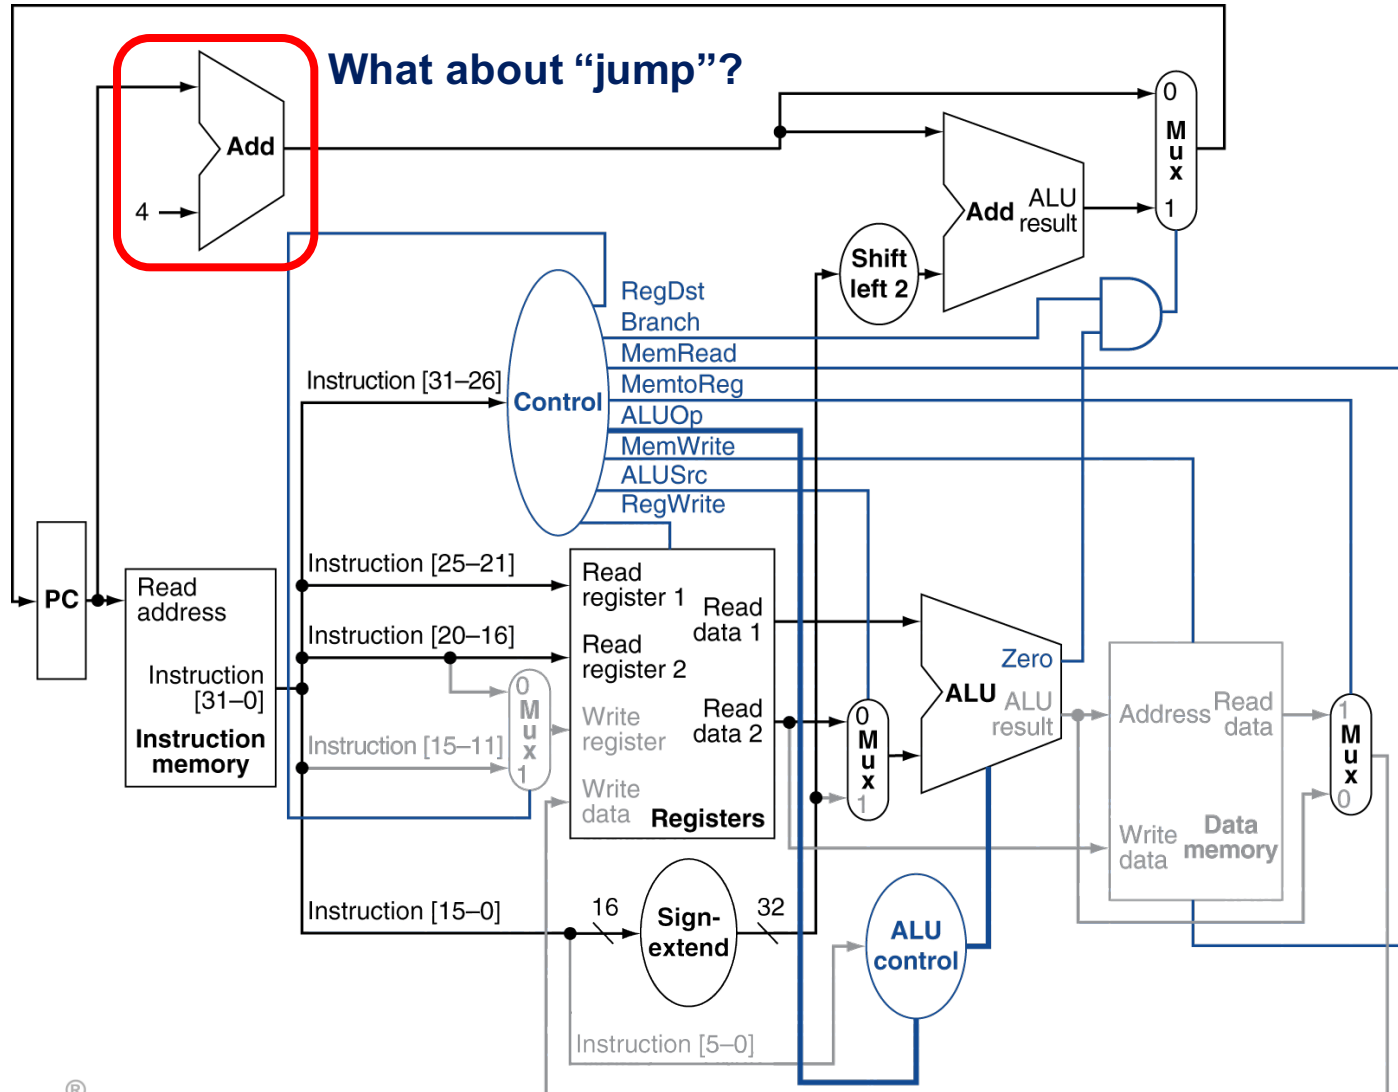 What about “jump”?
Add
4
0
Mux
1
Add
ALU
result
Shift
left 2
RegDst
Branch
MemRead
MemtoReg
ALUOp
MemWrite
ALUSrc
RegWrite
Instruction [31–26]
Control
PC
Read
address
Instruction
[31–0]
Instruction
memory
Instruction [25–21]
Instruction [20–16]
Instruction [15–11]
0
Mux
1
Read
register 1
Read
register 2
Write
register
Write
data
Read
data 1
Read
data 2
Registers
0
Mux
1
Zero
ALU
ALU
result
Address
Read
data
Write
data
Data
memory
1
Mux
0
Instruction [15–0]
16
Sign-
extend
32
ALU
control
Instruction [5–0]
®